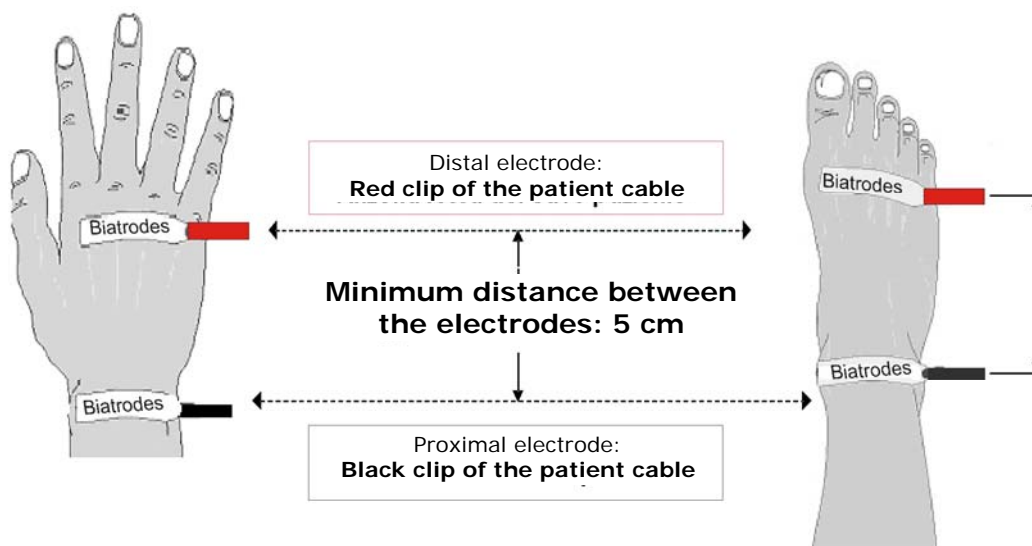 Distal electrode:
Red clip of the patient cable
Biatrodes
Biatrodes
Minimum distance between
the electrodes: 5 cm
Biatrodes
Biatrodes
Proximal electrode:
Black clip of the patient cable